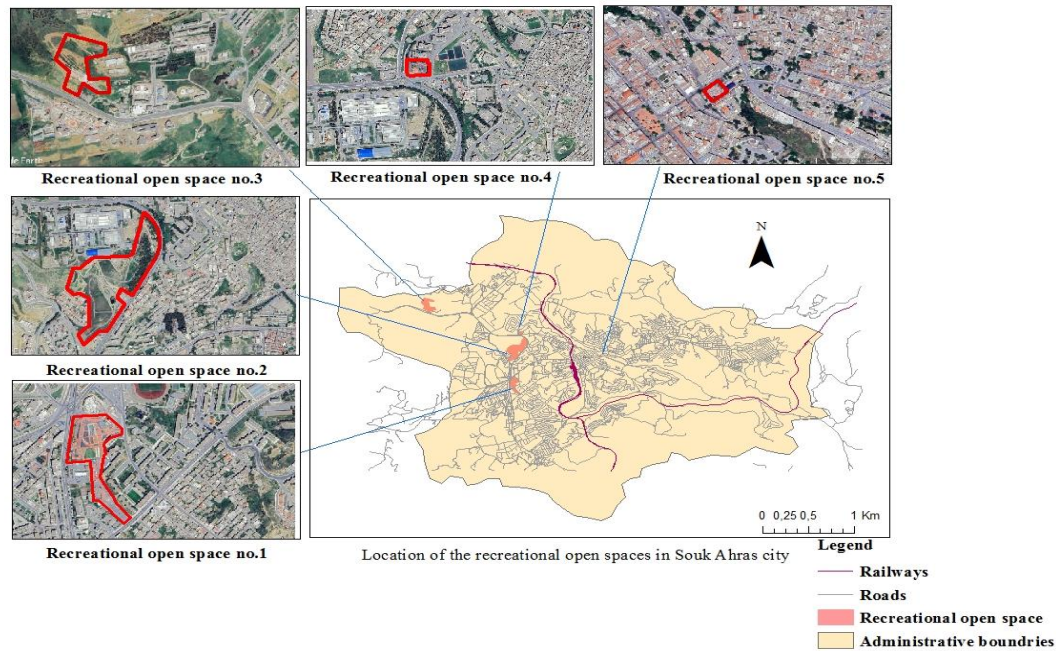 le Earth
Recreational open space no.3
Recreational open space no.4
Recreational open space no.5
Recreational open space no.2
Recreational open space no.1
N
0 0,25 0,5 1 Km
Location of the recreational open spaces in Souk Ahras city
Legend
Railways
Roads
Recreational open space
Administrative boundries